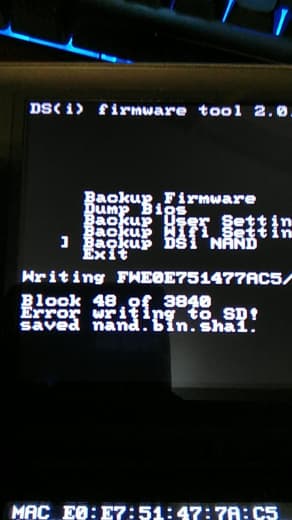 DS(i) firmware tool 2.0
Backup Firmware
Dump Bios
Backup User Settin
Backup Wifi Settin
] Backup DSi NAND
Exit
Writing FWE0E751477AC5/
Block 48 of 3840
Error writing to SD!
saved nand.bin.sha1.
MAC E0:E7:51:47:7A:C5